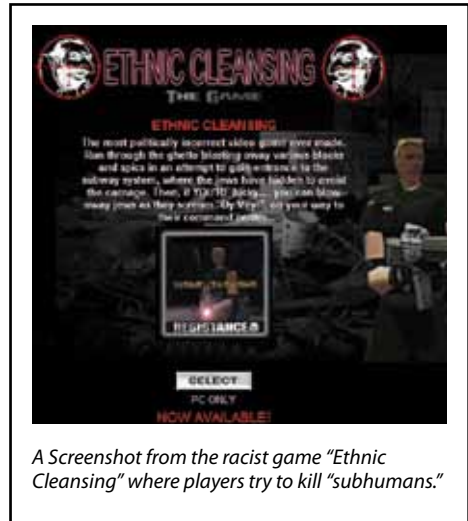 ETHNIC CLEANSING
THE GAME
ETHNIC CLEANSING
The most politically incorrect video game ever made.
Run through the ghetto blasting away various blacks
and spics in an attempt to gain entrance to the
subway system, where the jews have hidden to avoid
the carnage. Then, if YOU'RE lucky.... you can blow
away jews as they scream "Oy Vey!", on your way to
their command center.
RESISTANCE
SELECT
PC ONLY
NOW AVAILABLE!
A Screenshot from the racist game “Ethnic
Cleansing” where players try to kill “subhumans.”